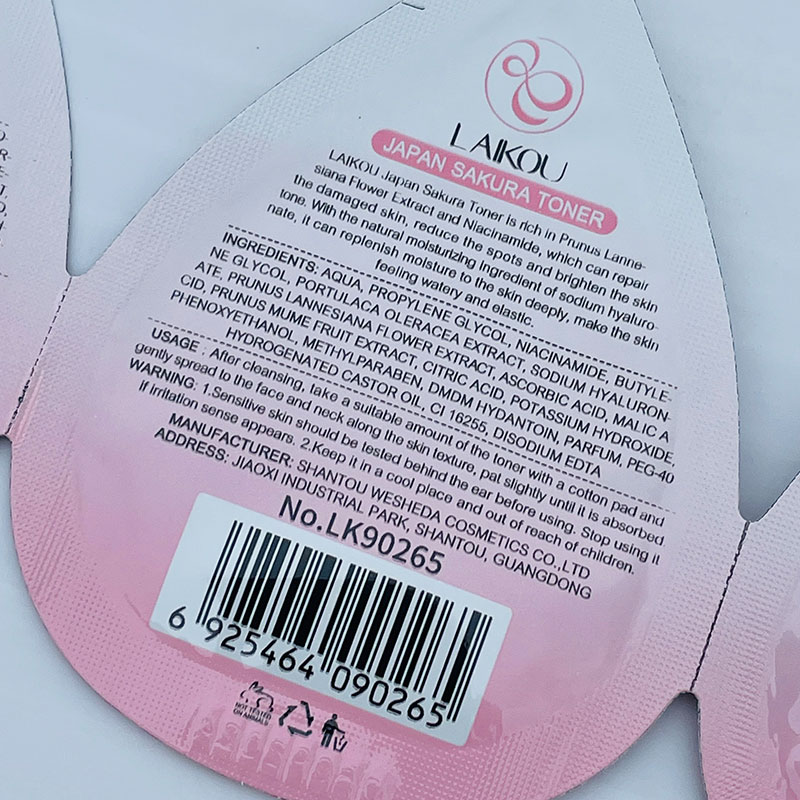 LAIKOU
JAPAN SAKURA TONER
LAIKOU Japan Sakura Toner is rich in Prunus Lanne-
siana Flower Extract and Niacinamide, which can repair
the damaged skin, reduce the spots and brighten the skin
tone. With the natural moisturizing ingredient of sodium hyaluro-
nate, it can replenish moisture to the skin deeply, make the skin
feeling watery and elastic.
INGREDIENTS: AQUA, PROPYLENE GLYCOL, NIACINAMIDE, BUTYLE-
NE GLYCOL, PORTULACA OLERACEA EXTRACT, SODIUM HYALURON-
ATE, PRUNUS LANNESIANA FLOWER EXTRACT, ASCORBIC ACID, MALIC A
CID, PRUNUS MUME FRUIT EXTRACT, CITRIC ACID, POTASSIUM HYDROXIDE,
PHENOXYETHANOL, METHYLPARABEN, DMDM HYDANTOIN, PARFUM, PEG-40
HYDROGENATED CASTOR OIL, CI 16255, DISODIUM EDTA
USAGE : After cleansing, take a suitable amount of the toner with a cotton pad and
gently spread to the face and neck along the skin texture, pat slightly until it is absorbed
WARNING: 1.Sensitive skin should be tested behind the ear before using. Stop using it
if irritation sense appears. 2.Keep it in a cool place and out of reach of children.
MANUFACTURER: SHANTOU WESHEDA COSMETICS CO.,LTD
ADDRESS: JIAOXI INDUSTRIAL PARK, SHANTOU, GUANGDONG
No.LK90265
6 925464 090265
NOT TESTED
ON ANIMALS